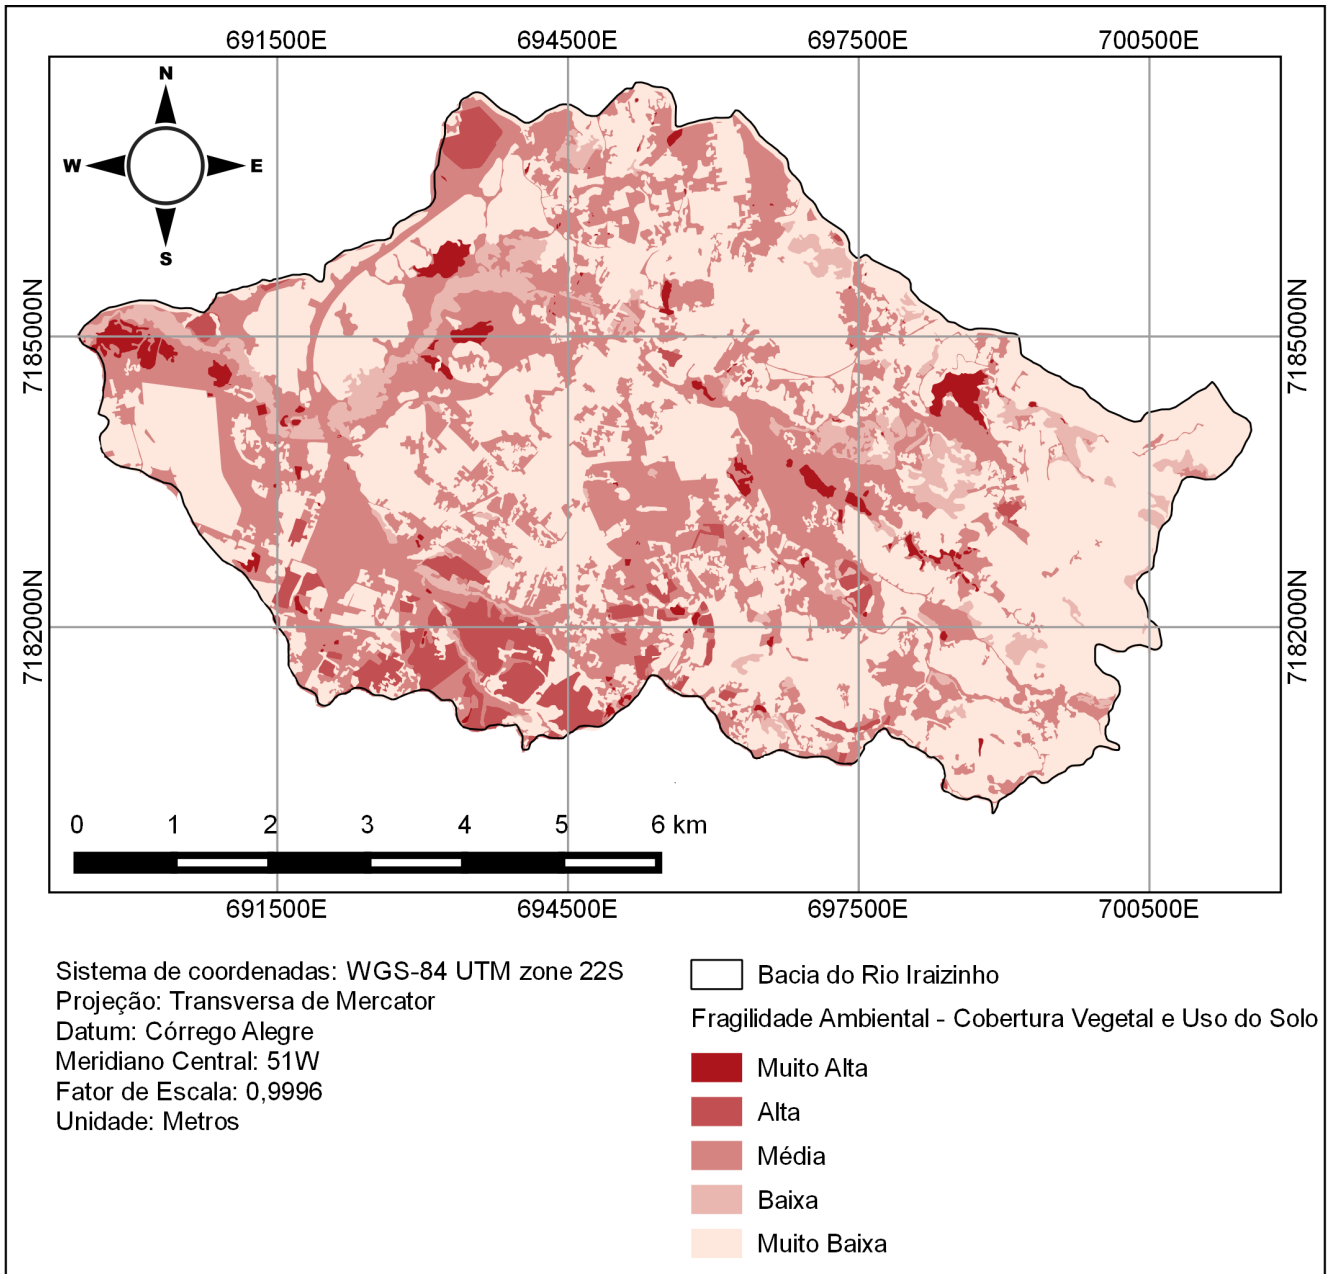 691500E 694500E 697500E 700500E
N
W E
S
7185000N 7185000N
7182000N 7182000N
0 1 2 3 4 5 6 km
691500E 694500E 697500E 700500E
Sistema de coordenadas: WGS-84 UTM zone 22S
Projeção: Transversa de Mercator
Datum: Córrego Alegre
Meridiano Central: 51W
Fator de Escala: 0,9996
Unidade: Metros
Bacia do Rio Iraizinho
Fragilidade Ambiental - Cobertura Vegetal e Uso do Solo
Muito Alta
Alta
Média
Baixa
Muito Baixa